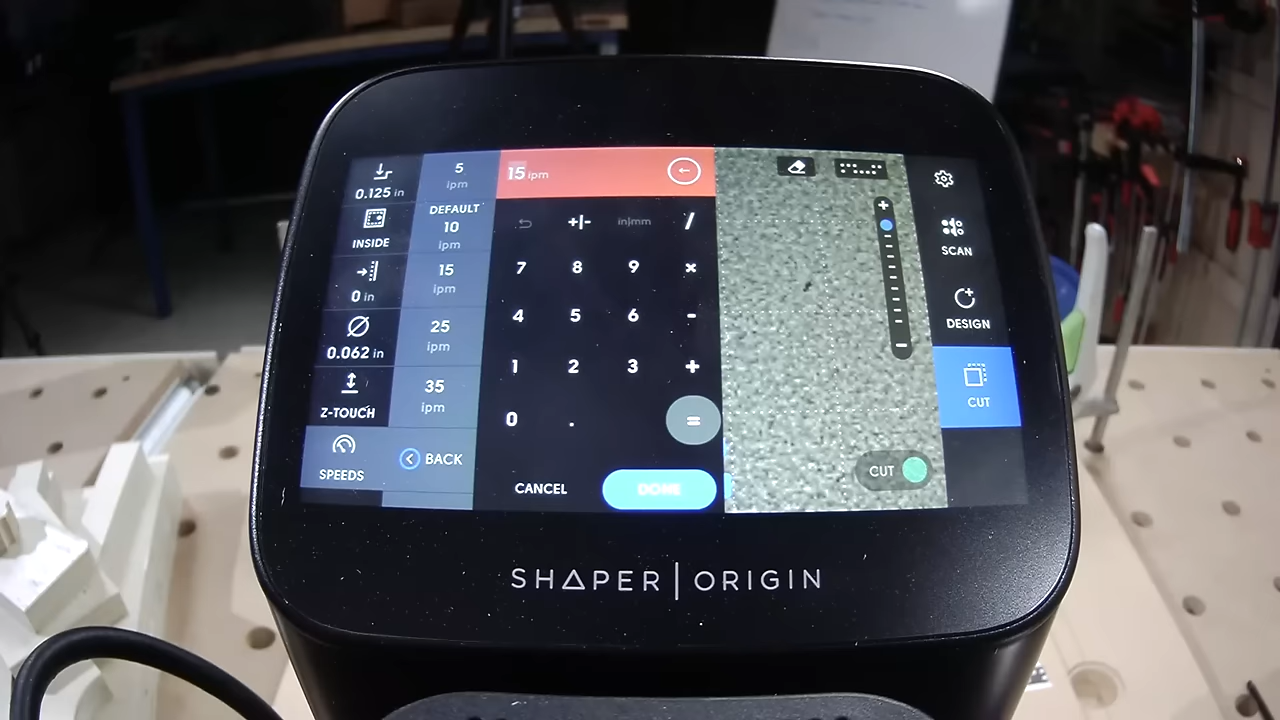 0.125 in
INSIDE
0 in
0.062 in
Z-TOUCH
SPEEDS
5
ipm
DEFAULT
10
ipm
15
ipm
25
ipm
35
ipm
BACK
15 ipm
+|- in|mm /
7 8 9 ×
4 5 6 -
1 2 3 +
0 . =
CANCEL DONE
+
-
CUT
SCAN
DESIGN
CUT
SHAPER | ORIGIN